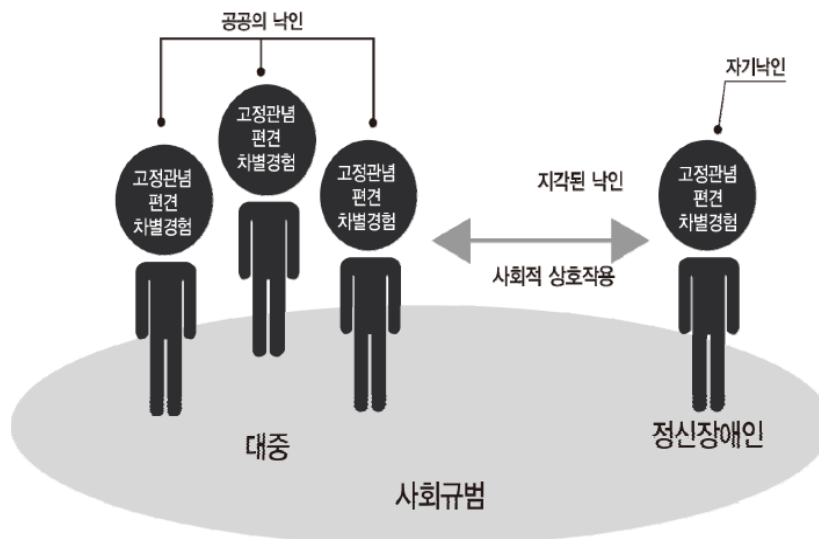 공공의 낙인
자기낙인
고정관념
편견
차별경험
고정관념
편견
차별경험
고정관념
편견
차별경험
지각된 낙인
사회적 상호작용
고정관념
편견
차별경험
대중
정신장애인
사회규범